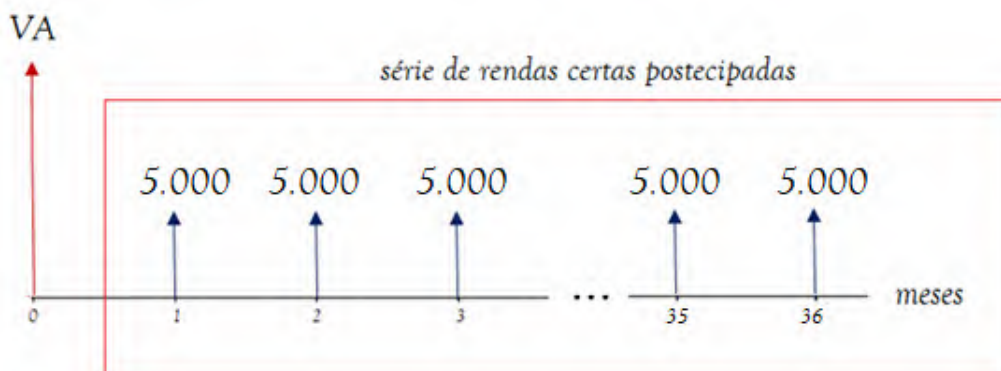 VA
série de rendas certas postecipadas
5.000 5.000 5.000 5.000 5.000
... meses
0 1 2 3 35 36